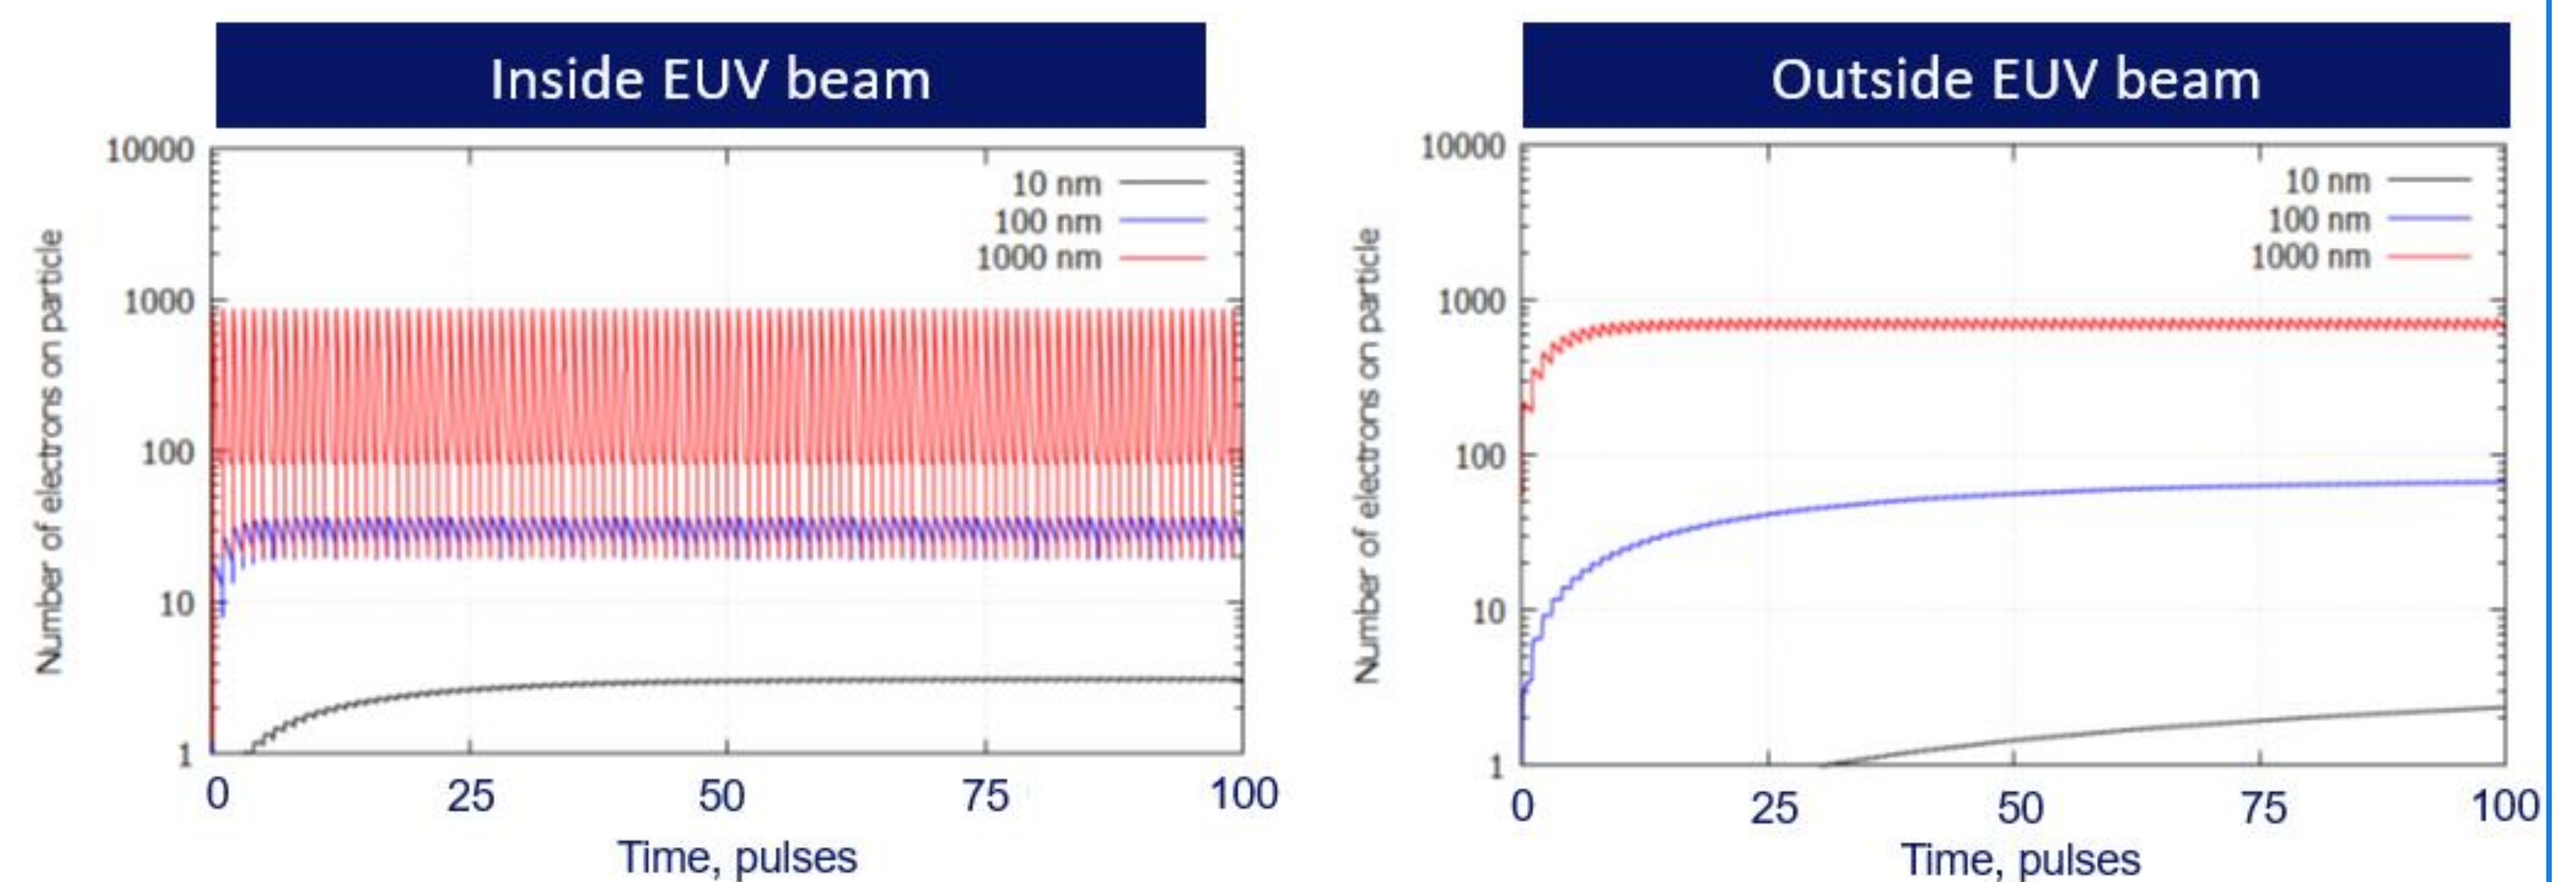 Inside EUV beam
Number of electrons on particle
10000
1000
100
10
1
10 nm
100 nm
1000 nm
0 25 50 75 100
Time, pulses
Outside EUV beam
Number of electrons on particle
10000
1000
100
10
1
10 nm
100 nm
1000 nm
0 25 50 75 100
Time, pulses